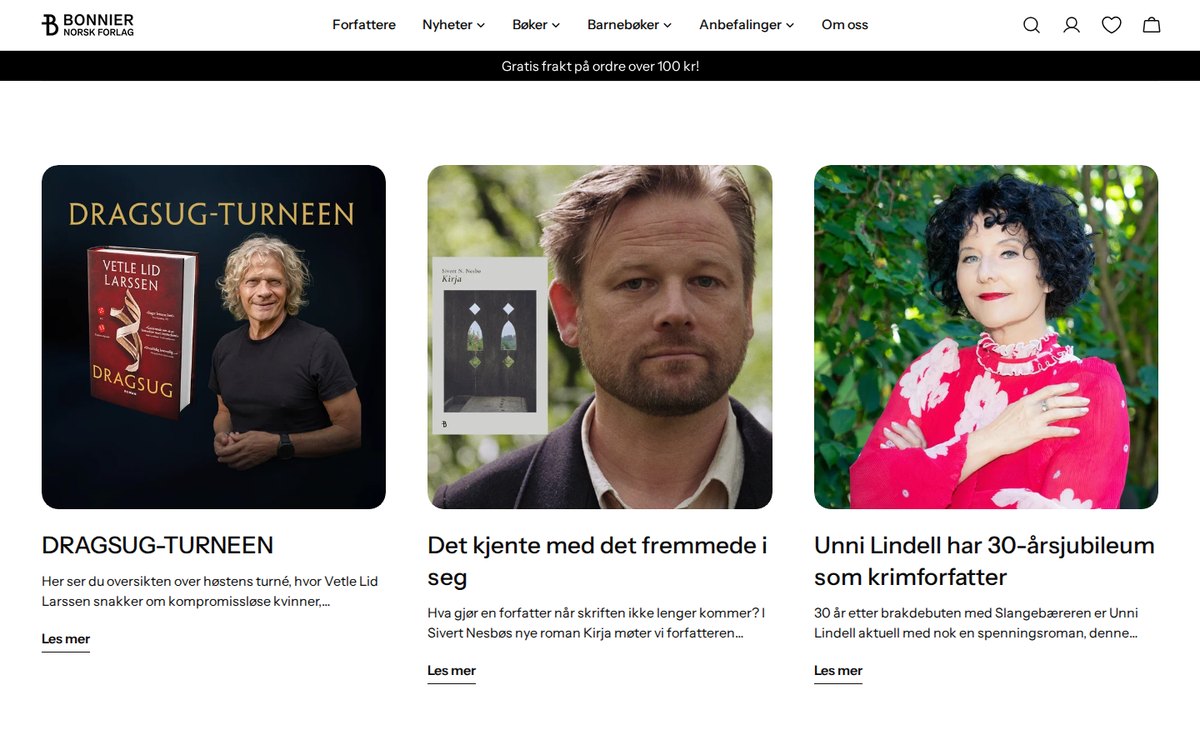 BONNIER
NORSK FORLAG
Forfattere
Nyheter
Bøker
Barnebøker
Anbefalinger
Om oss
Gratis frakt på ordre over 100 kr!
DRAGSUG-TURNEEN
VETLE LID
LARSSEN
DRAGSUG
ROMAN
Sivert N. Nesbø
Kirja
DRAGSUG-TURNEEN
Her ser du oversikten over høstens turné, hvor Vetle Lid
Larssen snakker om kompromissløse kvinner,...
Les mer
Det kjente med det fremmede i
seg
Hva gjør en forfatter når skriften ikke lenger kommer? I
Sivert Nesbøs nye roman Kirja møter vi forfatteren...
Les mer
Unni Lindell har 30-årsjubileum
som krimforfatter
30 år etter brakdebuten med Slangebæreren er Unni
Lindell aktuell med nok en spenningsroman, denne...
Les mer